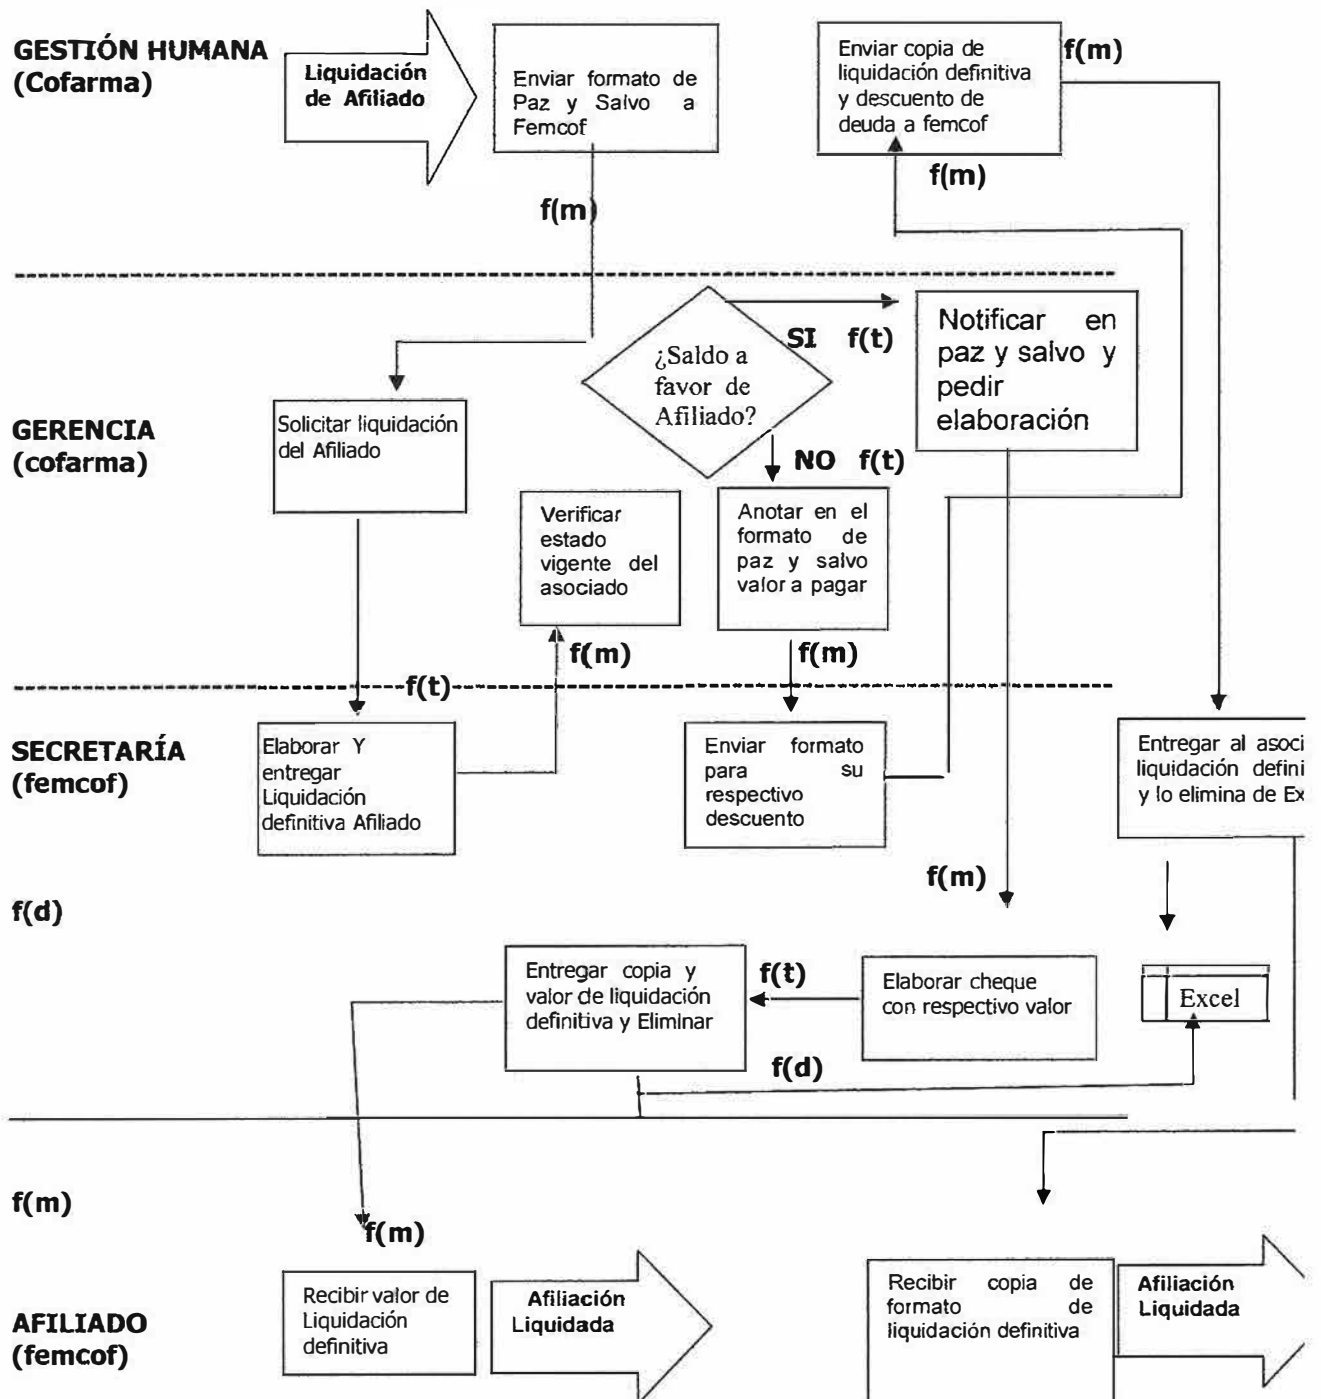 GESTIÓN HUMANA
(Cofarma)
Liquidación
de Afiliado
Enviar formato de
Paz y Salvo a
Femcof
Enviar copia de
liquidación definitiva
y descuento de
deuda a femcof
f(m)
f(m)
f(m)
GERENCIA
(cofarma)
Solicitar liquidación
del Afiliado
¿Saldo a
favor de
Afiliado?
SI f(t)
NO f(t)
Notificar en
paz y salvo y
pedir
elaboración
Verificar
estado
vigente del
asociado
Anotar en el
formato de
paz y salvo
valor a pagar
f(m)
f(m)
f(t)
SECRETARÍA
(femcof)
Elaborar Y
entregar
Liquidación
definitiva Afiliado
Enviar formato
para su
respectivo
descuento
Entregar al asoci
liquidación defini
y lo elimina de Ex
f(m)
f(d)
Entregar copia y
valor de liquidación
definitiva y Eliminar
f(t)
Elaborar cheque
con respectivo valor
Excel
f(d)
f(m)
f(m)
AFILIADO
(femcof)
Recibir valor de
Liquidación
definitiva
Afiliación
Liquidada
Recibir copia de
formato de
liquidación definitiva
Afiliación
Liquidada